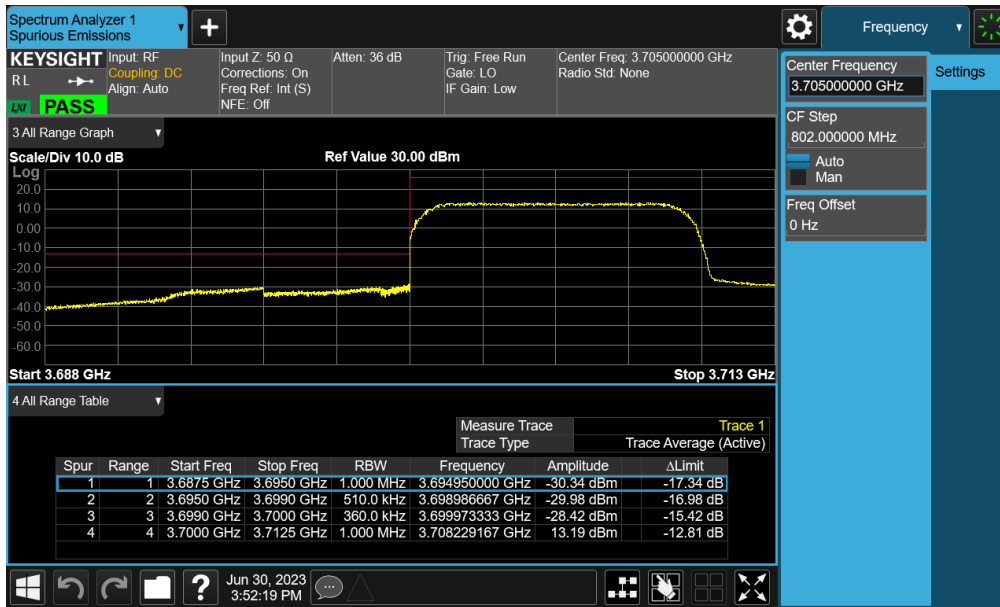 Spectrum Analyzer 1
Spurious Emissions
Frequency
KEYSIGHT
R L
LXI
PASS
Input: RF
Coupling: DC
Align: Auto
Input Z: 50 Ω
Corrections: On
Freq Ref: Int (S)
NFE: Off
Atten: 36 dB
Trig: Free Run
Gate: LO
IF Gain: Low
Center Freq: 3.705000000 GHz
Radio Std: None
Center Frequency
3.705000000 GHz
Settings
CF Step
802.000000 MHz
Auto
Man
Freq Offset
0 Hz
3 All Range Graph
Scale/Div 10.0 dB
Ref Value 30.00 dBm
Log
20.0
10.0
0.00
-10.0
-20.0
-30.0
-40.0
-50.0
-60.0
Start 3.688 GHz
Stop 3.713 GHz
4 All Range Table
Measure Trace Trace 1
Trace Type Trace Average (Active)
Spur Range Start Freq Stop Freq RBW Frequency Amplitude ΔLimit
1 1 3.6875 GHz 3.6950 GHz 1.000 MHz 3.694950000 GHz -30.34 dBm -17.34 dB
2 2 3.6950 GHz 3.6990 GHz 510.0 kHz 3.698986667 GHz -29.98 dBm -16.98 dB
3 3 3.6990 GHz 3.7000 GHz 360.0 kHz 3.699973333 GHz -28.42 dBm -15.42 dB
4 4 3.7000 GHz 3.7125 GHz 1.000 MHz 3.708229167 GHz 13.19 dBm -12.81 dB
Jun 30, 2023
3:52:19 PM